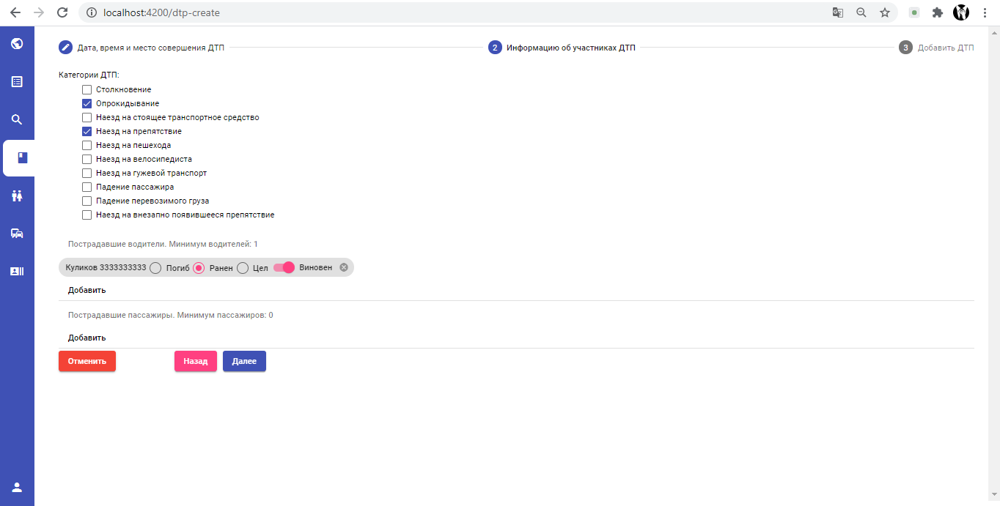 localhost:4200/dtp-create
Дата, время и место совершения ДТП
2 Информацию об участниках ДТП
3 Добавить ДТП
Категории ДТП:
Столкновение
Опрокидывание
Наезд на стоящее транспортное средство
Наезд на препятствие
Наезд на пешехода
Наезд на велосипедиста
Наезд на гужевой транспорт
Падение пассажира
Падение перевозимого груза
Наезд на внезапно появившееся препятствие
Пострадавшие водители. Минимум водителей: 1
Куликов 3333333333 Погиб Ранен Цел Виновен
Добавить
Пострадавшие пассажиры. Минимум пассажиров: 0
Добавить
Отменить Назад Далее